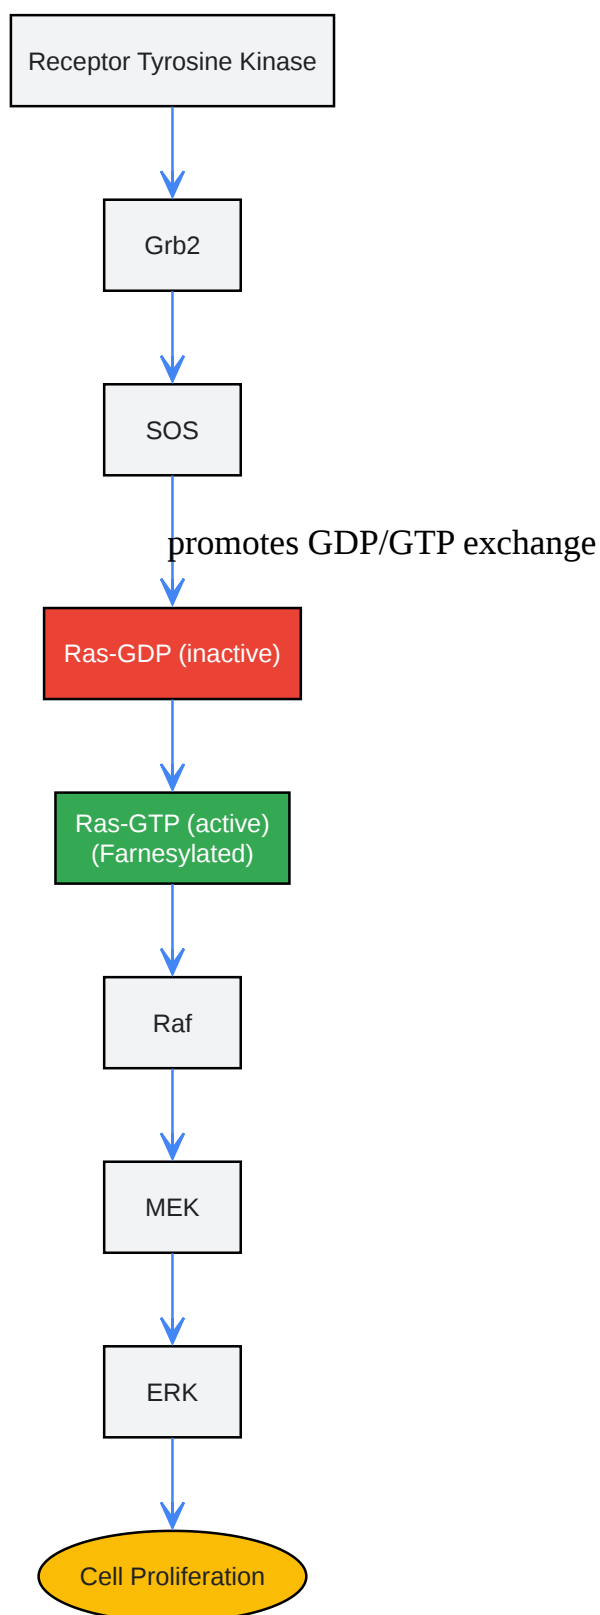 Receptor Tyrosine Kinase
Grb2
SOS
promotes GDP/GTP exchange
Ras-GDP (inactive)
Ras-GTP (active)
(Farnesylated)
Raf
MEK
ERK
Cell Proliferation